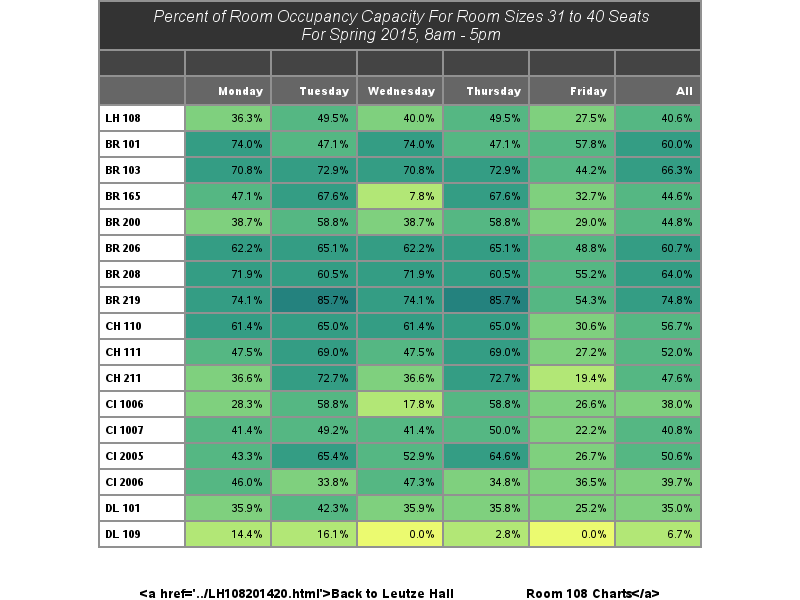 Percent of Room Occupancy Capacity For Room Sizes 31 to 40 Seats
For Spring 2015, 8am - 5pm
Monday Tuesday Wednesday Thursday Friday All
LH 108 36.3% 49.5% 40.0% 49.5% 27.5% 40.6%
BR 101 74.0% 47.1% 74.0% 47.1% 57.8% 60.0%
BR 103 70.8% 72.9% 70.8% 72.9% 44.2% 66.3%
BR 165 47.1% 67.6% 7.8% 67.6% 32.7% 44.6%
BR 200 38.7% 58.8% 38.7% 58.8% 29.0% 44.8%
BR 206 62.2% 65.1% 62.2% 65.1% 48.8% 60.7%
BR 208 71.9% 60.5% 71.9% 60.5% 55.2% 64.0%
BR 219 74.1% 85.7% 74.1% 85.7% 54.3% 74.8%
CH 110 61.4% 65.0% 61.4% 65.0% 30.6% 56.7%
CH 111 47.5% 69.0% 47.5% 69.0% 27.2% 52.0%
CH 211 36.6% 72.7% 36.6% 72.7% 19.4% 47.6%
CI 1006 28.3% 58.8% 17.8% 58.8% 26.6% 38.0%
CI 1007 41.4% 49.2% 41.4% 50.0% 22.2% 40.8%
CI 2005 43.3% 65.4% 52.9% 64.6% 26.7% 50.6%
CI 2006 46.0% 33.8% 47.3% 34.8% 36.5% 39.7%
DL 101 35.9% 42.3% 35.9% 35.8% 25.2% 35.0%
DL 109 14.4% 16.1% 0.0% 2.8% 0.0% 6.7%
<a href='../LH108201420.html'>Back to Leutze Hall Room 108 Charts</a>